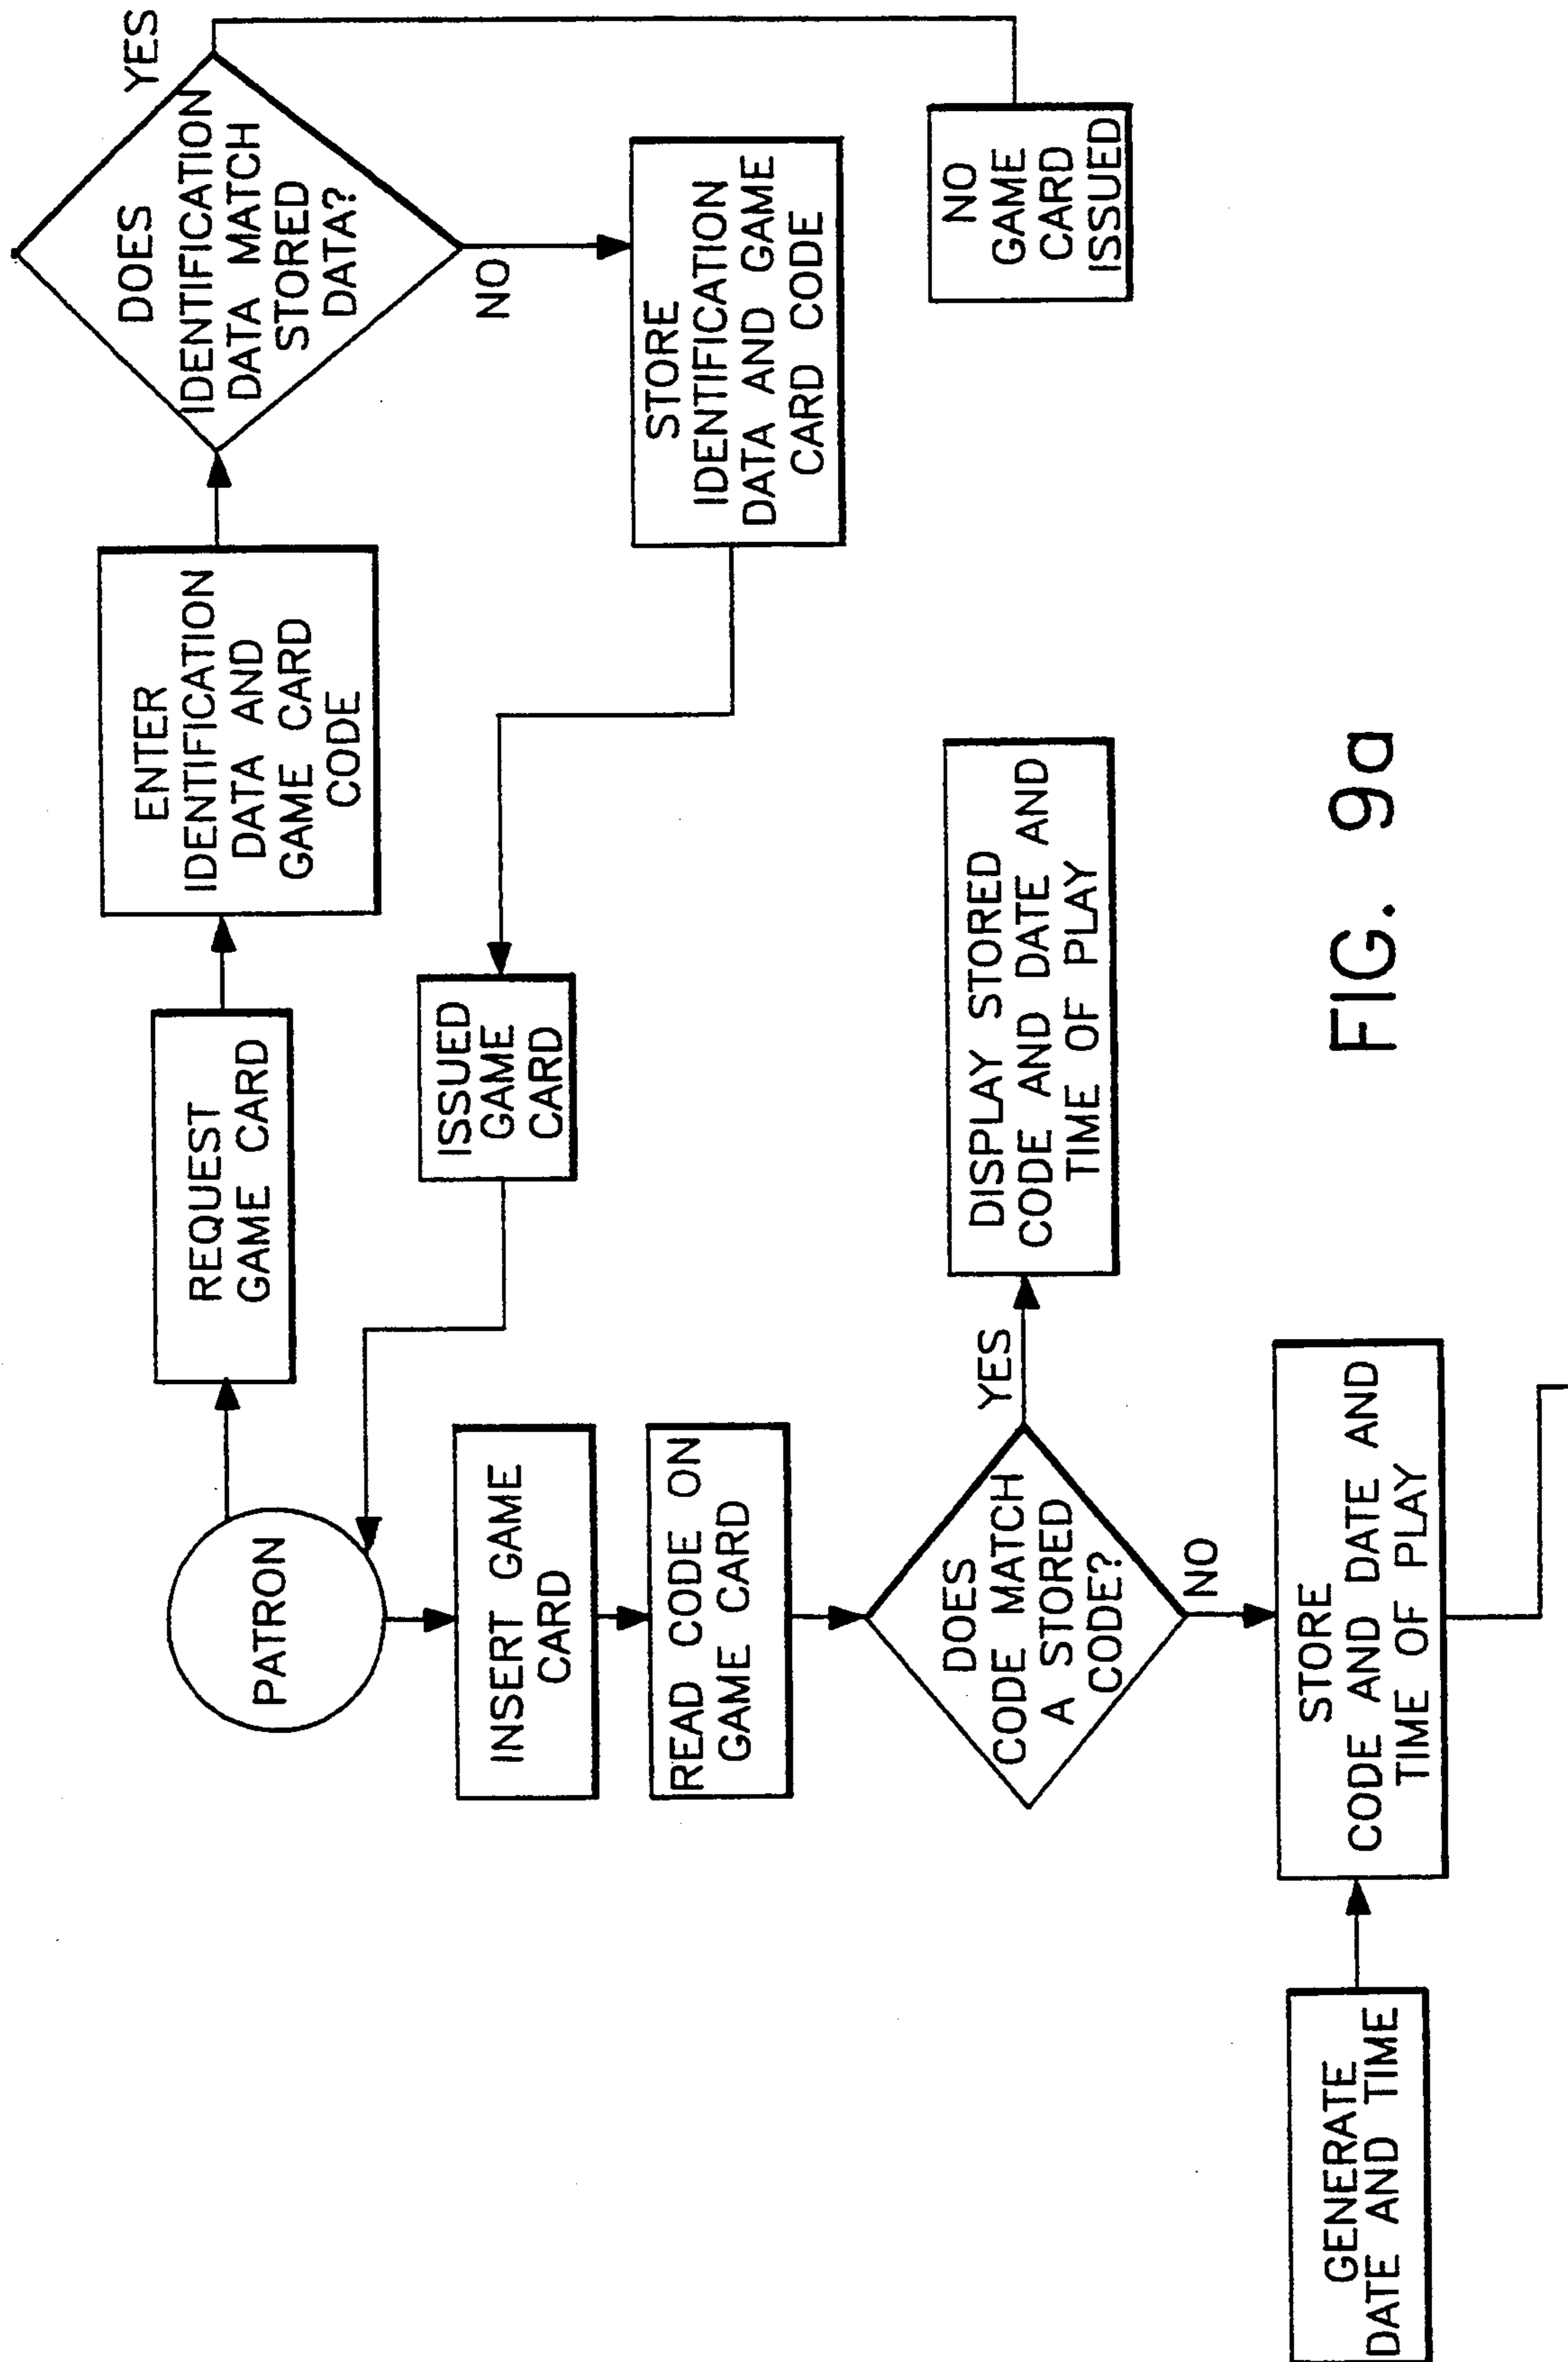 PATRON
REQUEST
GAME CARD
ENTER
IDENTIFICATION
DATA AND
GAME CARD
CODE
DOES
IDENTIFICATION
DATA MATCH
STORED
DATA?
YES
NO
STORE
IDENTIFICATION
DATA AND GAME
CARD CODE
NO
GAME
CARD
ISSUED
ISSUED
GAME
CARD
INSERT GAME
CARD
READ CODE ON
GAME CARD
DOES
CODE MATCH
A STORED
CODE?
YES
DISPLAY STORED
CODE AND DATE AND
TIME OF PLAY
NO
GENERATE
DATE AND TIME
STORE
CODE AND DATE AND
TIME OF PLAY
FIG. 9a